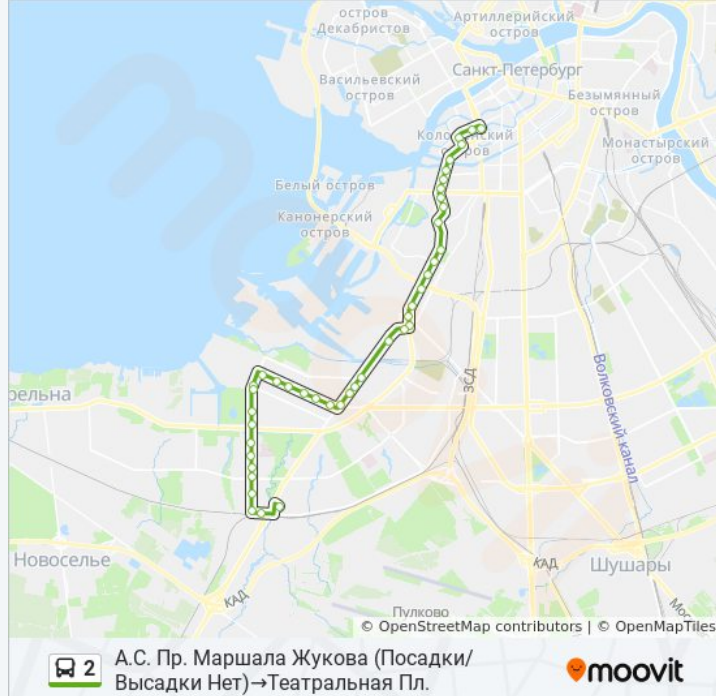 остров
Декабристов
Артиллерийский
остров
Васильевский
остров
Санкт-Петербург
Безымянный
остров
остров
Монастырский
остров
Белый остров
Канонерский
остров
ЗСД
Волковский канал
рельна
Новоселье
КАД
КАД
Шушары
Пулково
Мос
© OpenStreetMap contributors | © OpenMapTiles
2
А.С. Пр. Маршала Жукова (Посадки/
Высадки Нет)→Театральная Пл.
moovit